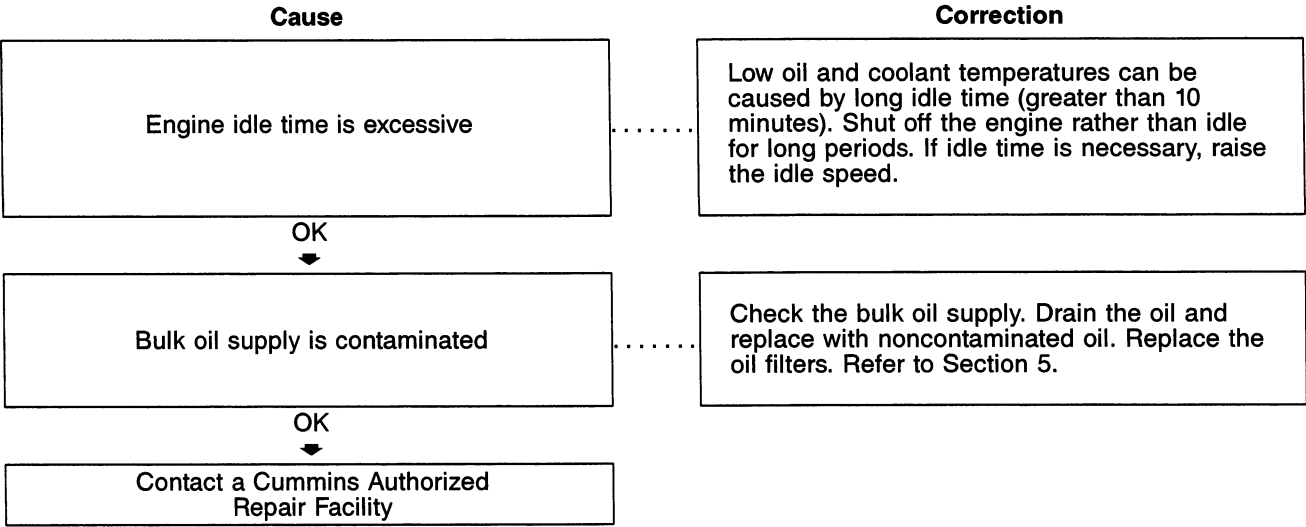 Cause
Correction
Engine idle time is excessive
.......
Low oil and coolant temperatures can be
caused by long idle time (greater than 10
minutes). Shut off the engine rather than idle
for long periods. If idle time is necessary, raise
the idle speed.
OK
Bulk oil supply is contaminated
.......
Check the bulk oil supply. Drain the oil and
replace with noncontaminated oil. Replace the
oil filters. Refer to Section 5.
OK
Contact a Cummins Authorized
Repair Facility